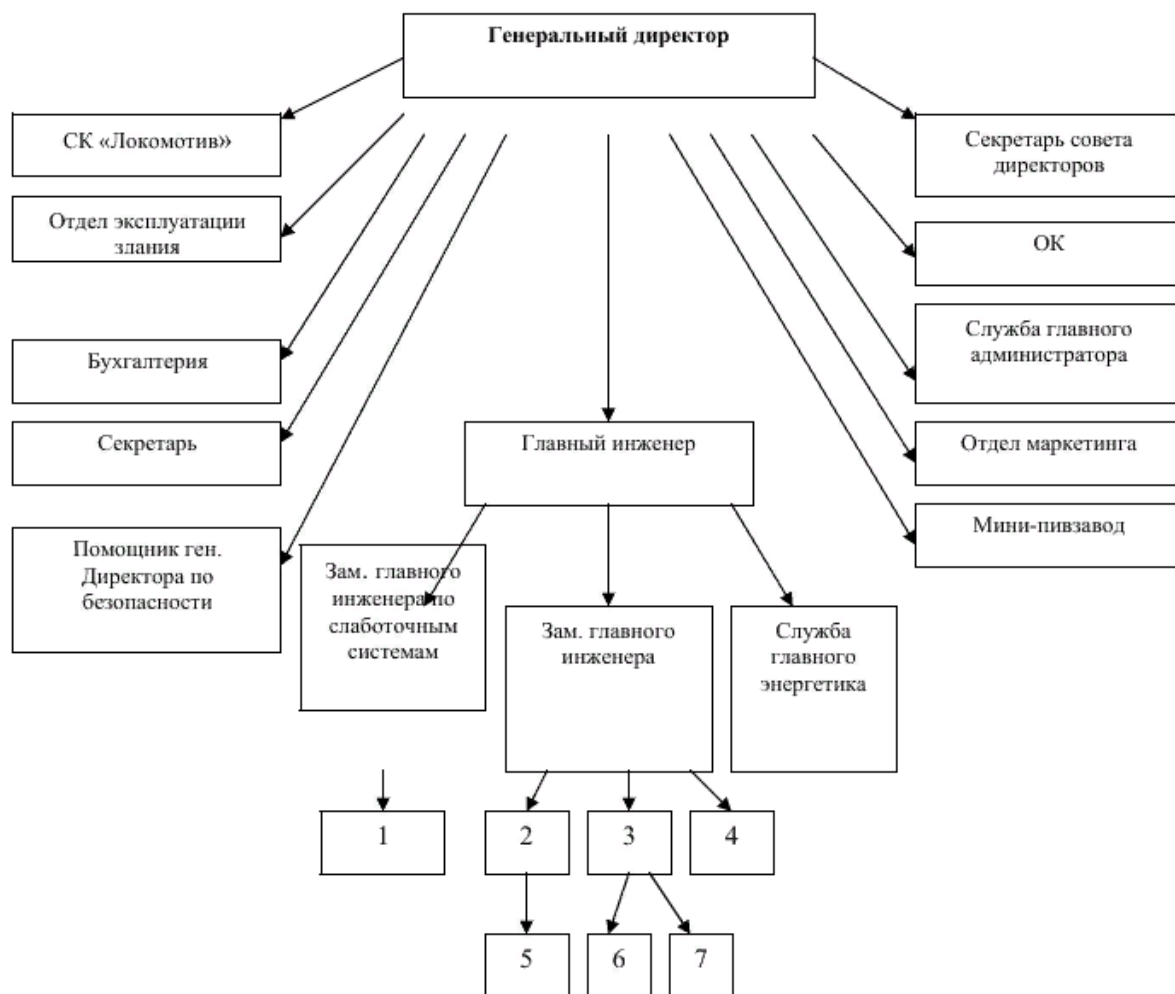 Генеральный директор
СК «Локомотив»
Секретарь совета
директоров
Отдел эксплуатации
здания
ОК
Служба главного
администратора
Бухгалтерия
Секретарь
Главный инженер
Отдел маркетинга
Мини-пивзавод
Помощник ген.
Директора по
безопасности
Зам. главного
инженера по
слаботочным
системам
Зам. главного
инженера
Служба
главного
энергетика
1
2
3
4
5
6
7